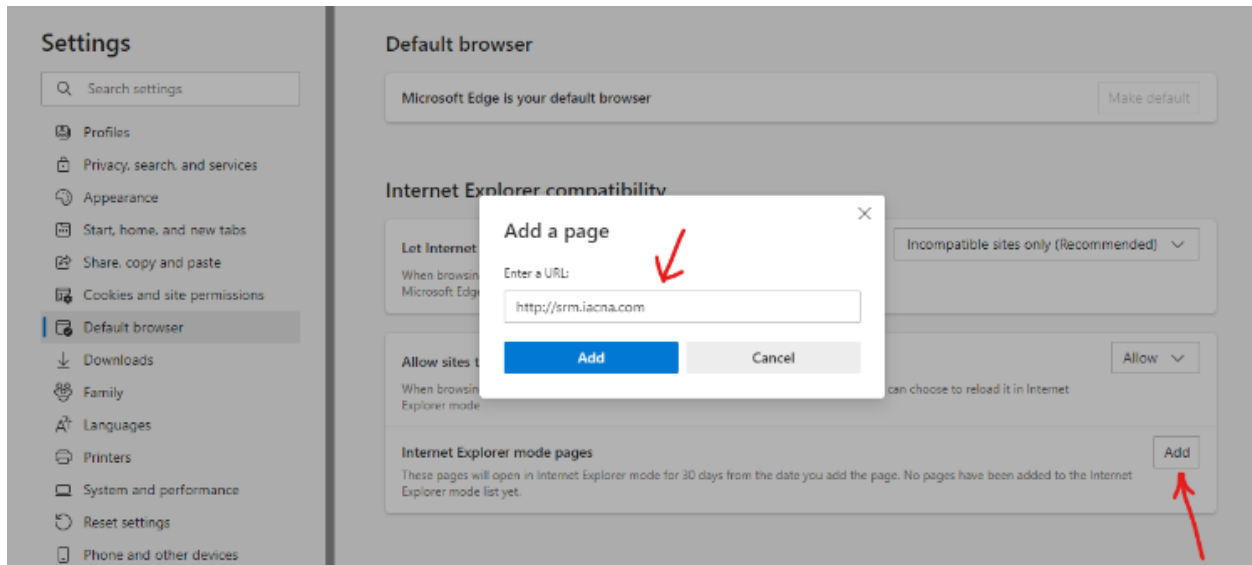 Settings
Search settings
Profiles
Privacy, search, and services
Appearance
Start, home, and new tabs
Share, copy and paste
Cookies and site permissions
Default browser
Downloads
Family
Languages
Printers
System and performance
Reset settings
Phone and other devices
Default browser
Microsoft Edge is your default browser
Make default
Internet Explorer compatibility
Let Internet
Incompatible sites only (Recommended)
When browsin
Microsoft Edge
Add a page
Enter a URL:
http://srm.iacna.com
Add
Cancel
Allow sites t
Allow
When browsin
can choose to reload it in Internet
Explorer mode
Internet Explorer mode pages
Add
These pages will open in Internet Explorer mode for 30 days from the date you add the page. No pages have been added to the Internet
Explorer mode list yet.